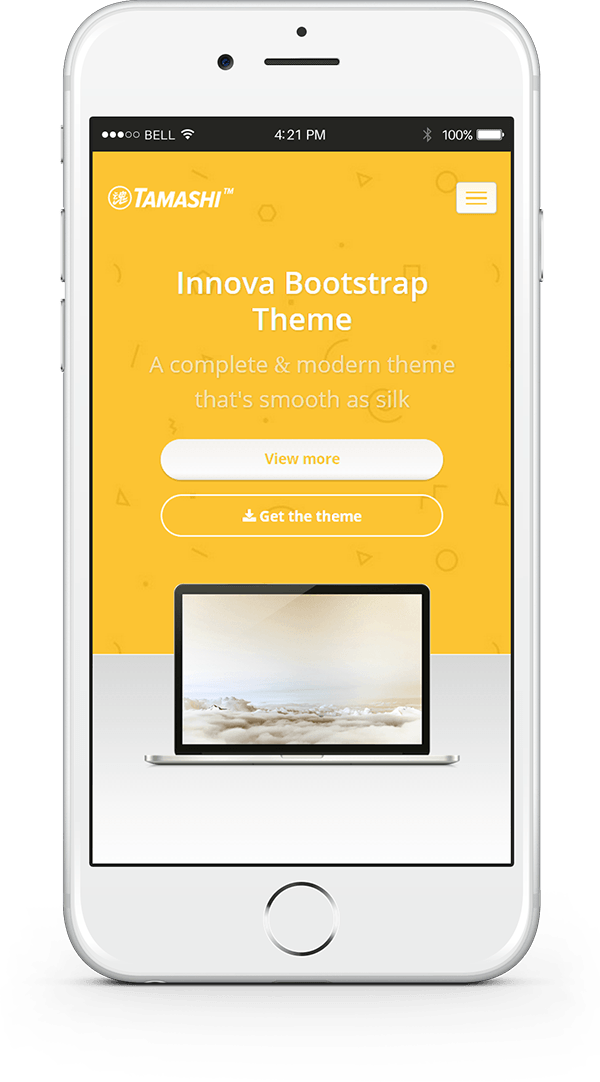 BELL 4:21 PM 100%
TAMASHI™
Innova Bootstrap
Theme
A complete & modern theme
that's smooth as silk
View more
Get the theme